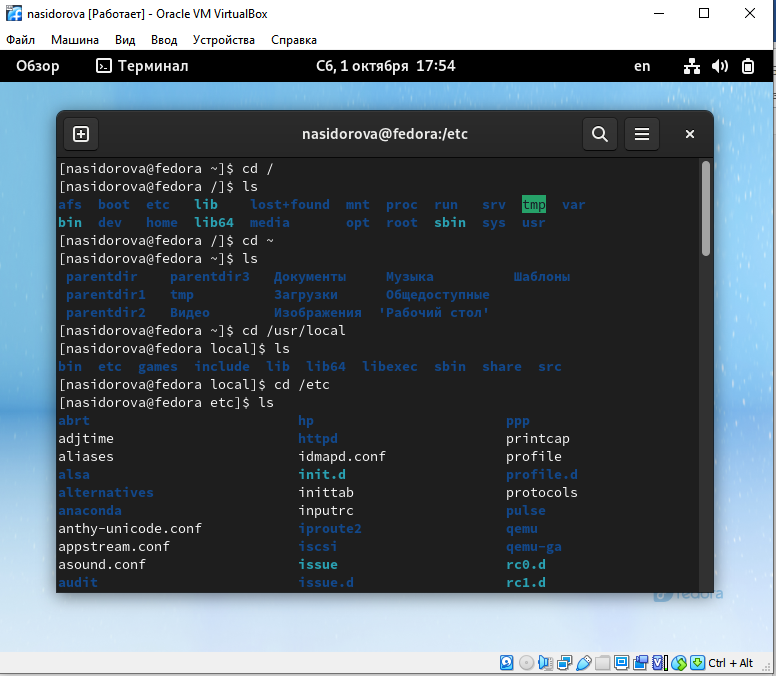 nasidorova [Работает] - Oracle VM VirtualBox
Файл Машина Вид Ввод Устройства Справка
Обзор Терминал Сб, 1 октября 17:54 en
nasidorova@fedora:/etc
[nasidorova@fedora ~]$ cd /
[nasidorova@fedora /]$ ls
afs boot etc lib lost+found mnt proc run srv tmp var
bin dev home lib64 media opt root sbin sys usr
[nasidorova@fedora /]$ cd ~
[nasidorova@fedora ~]$ ls
parentdir parentdir3 Документы Музыка Шаблоны
parentdir1 tmp Загрузки Общедоступные
parentdir2 Видео Изображения 'Рабочий стол'
[nasidorova@fedora ~]$ cd /usr/local
[nasidorova@fedora local]$ ls
bin etc games include lib lib64 libexec sbin share src
[nasidorova@fedora local]$ cd /etc
[nasidorova@fedora etc]$ ls
abrt hp ppp
adjtime httpd printcap
aliases idmapd.conf profile
alsa init.d profile.d
alternatives inittab protocols
anaconda inputrc pulse
anthy-unicode.conf iproute2 qemu
appstream.conf iscsi qemu-ga
asound.conf issue rc0.d
audit issue.d rc1.d
fedora
Ctrl + Alt